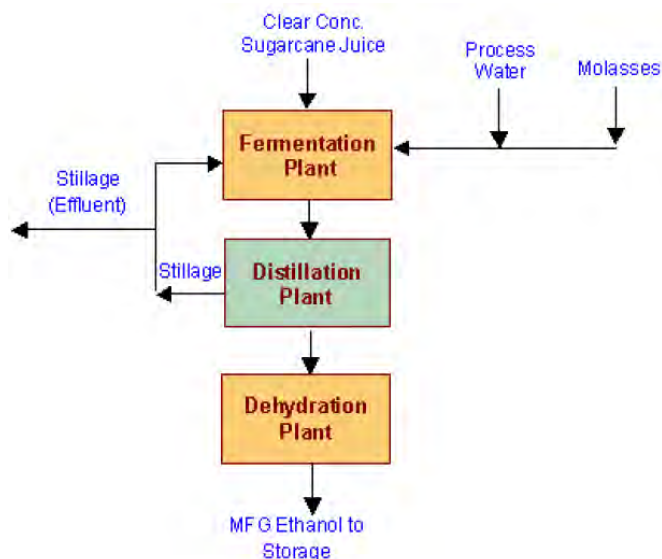 Clear Conc.
Sugarcane Juice
Process
Water
Molasses
Fermentation
Plant
Stillage
(Effluent)
Stillage
Distillation
Plant
Dehydration
Plant
MFG Ethanol to
Storage